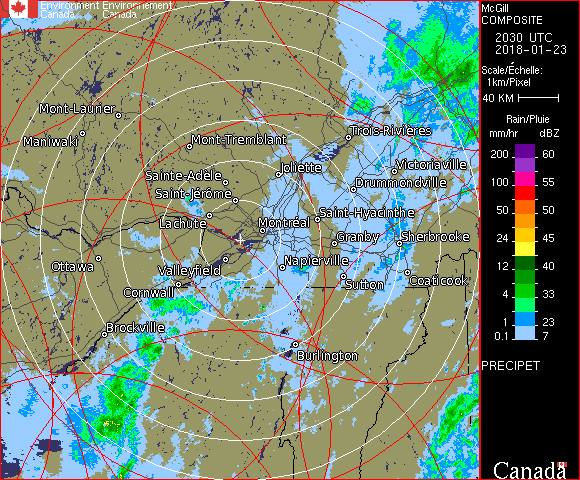 Environment Environnement
Canada Canada
McGill
COMPOSITE
2030 UTC
2018-01-23
Scale/Échelle:
1km/Pixel
40 KM
Rain/Pluie
mm/hr dBZ
200 60
100 55
50 50
24 45
12 40
4 33
1 23
0.1 7
PRECIPET
Mont-Laurier
Maniwaki
Mont-Tremblant
Trois-Rivières
Sainte-Adèle
Joliette
Victoriaville
Saint-Jérôme
Drummondville
Lachute
Montréal
Saint-Hyacinthe
Granby
Sherbrooke
Ottawa
Valleyfield
Napierville
Cornwall
Sutton
Coaticook
Brockville
Burlington
Canada